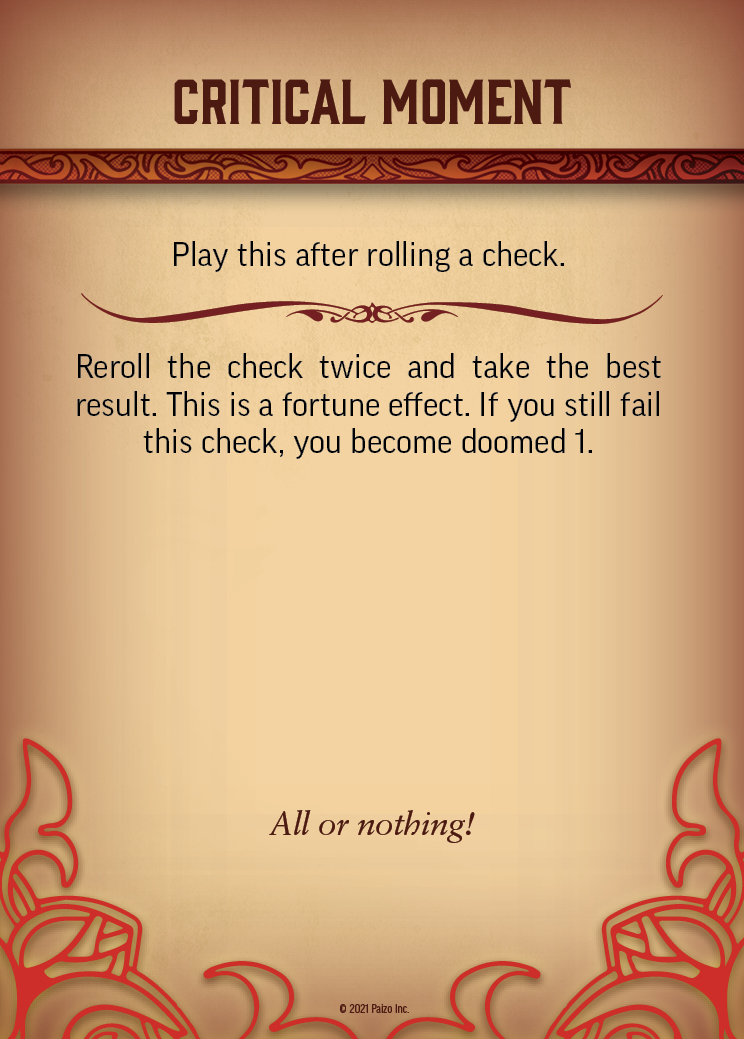 CRITICAL MOMENT
Play this after rolling a check.
Reroll the check twice and take the best
result. This is a fortune effect. If you still fail
this check, you become doomed 1.
All or nothing!
© 2021 Paizo Inc.